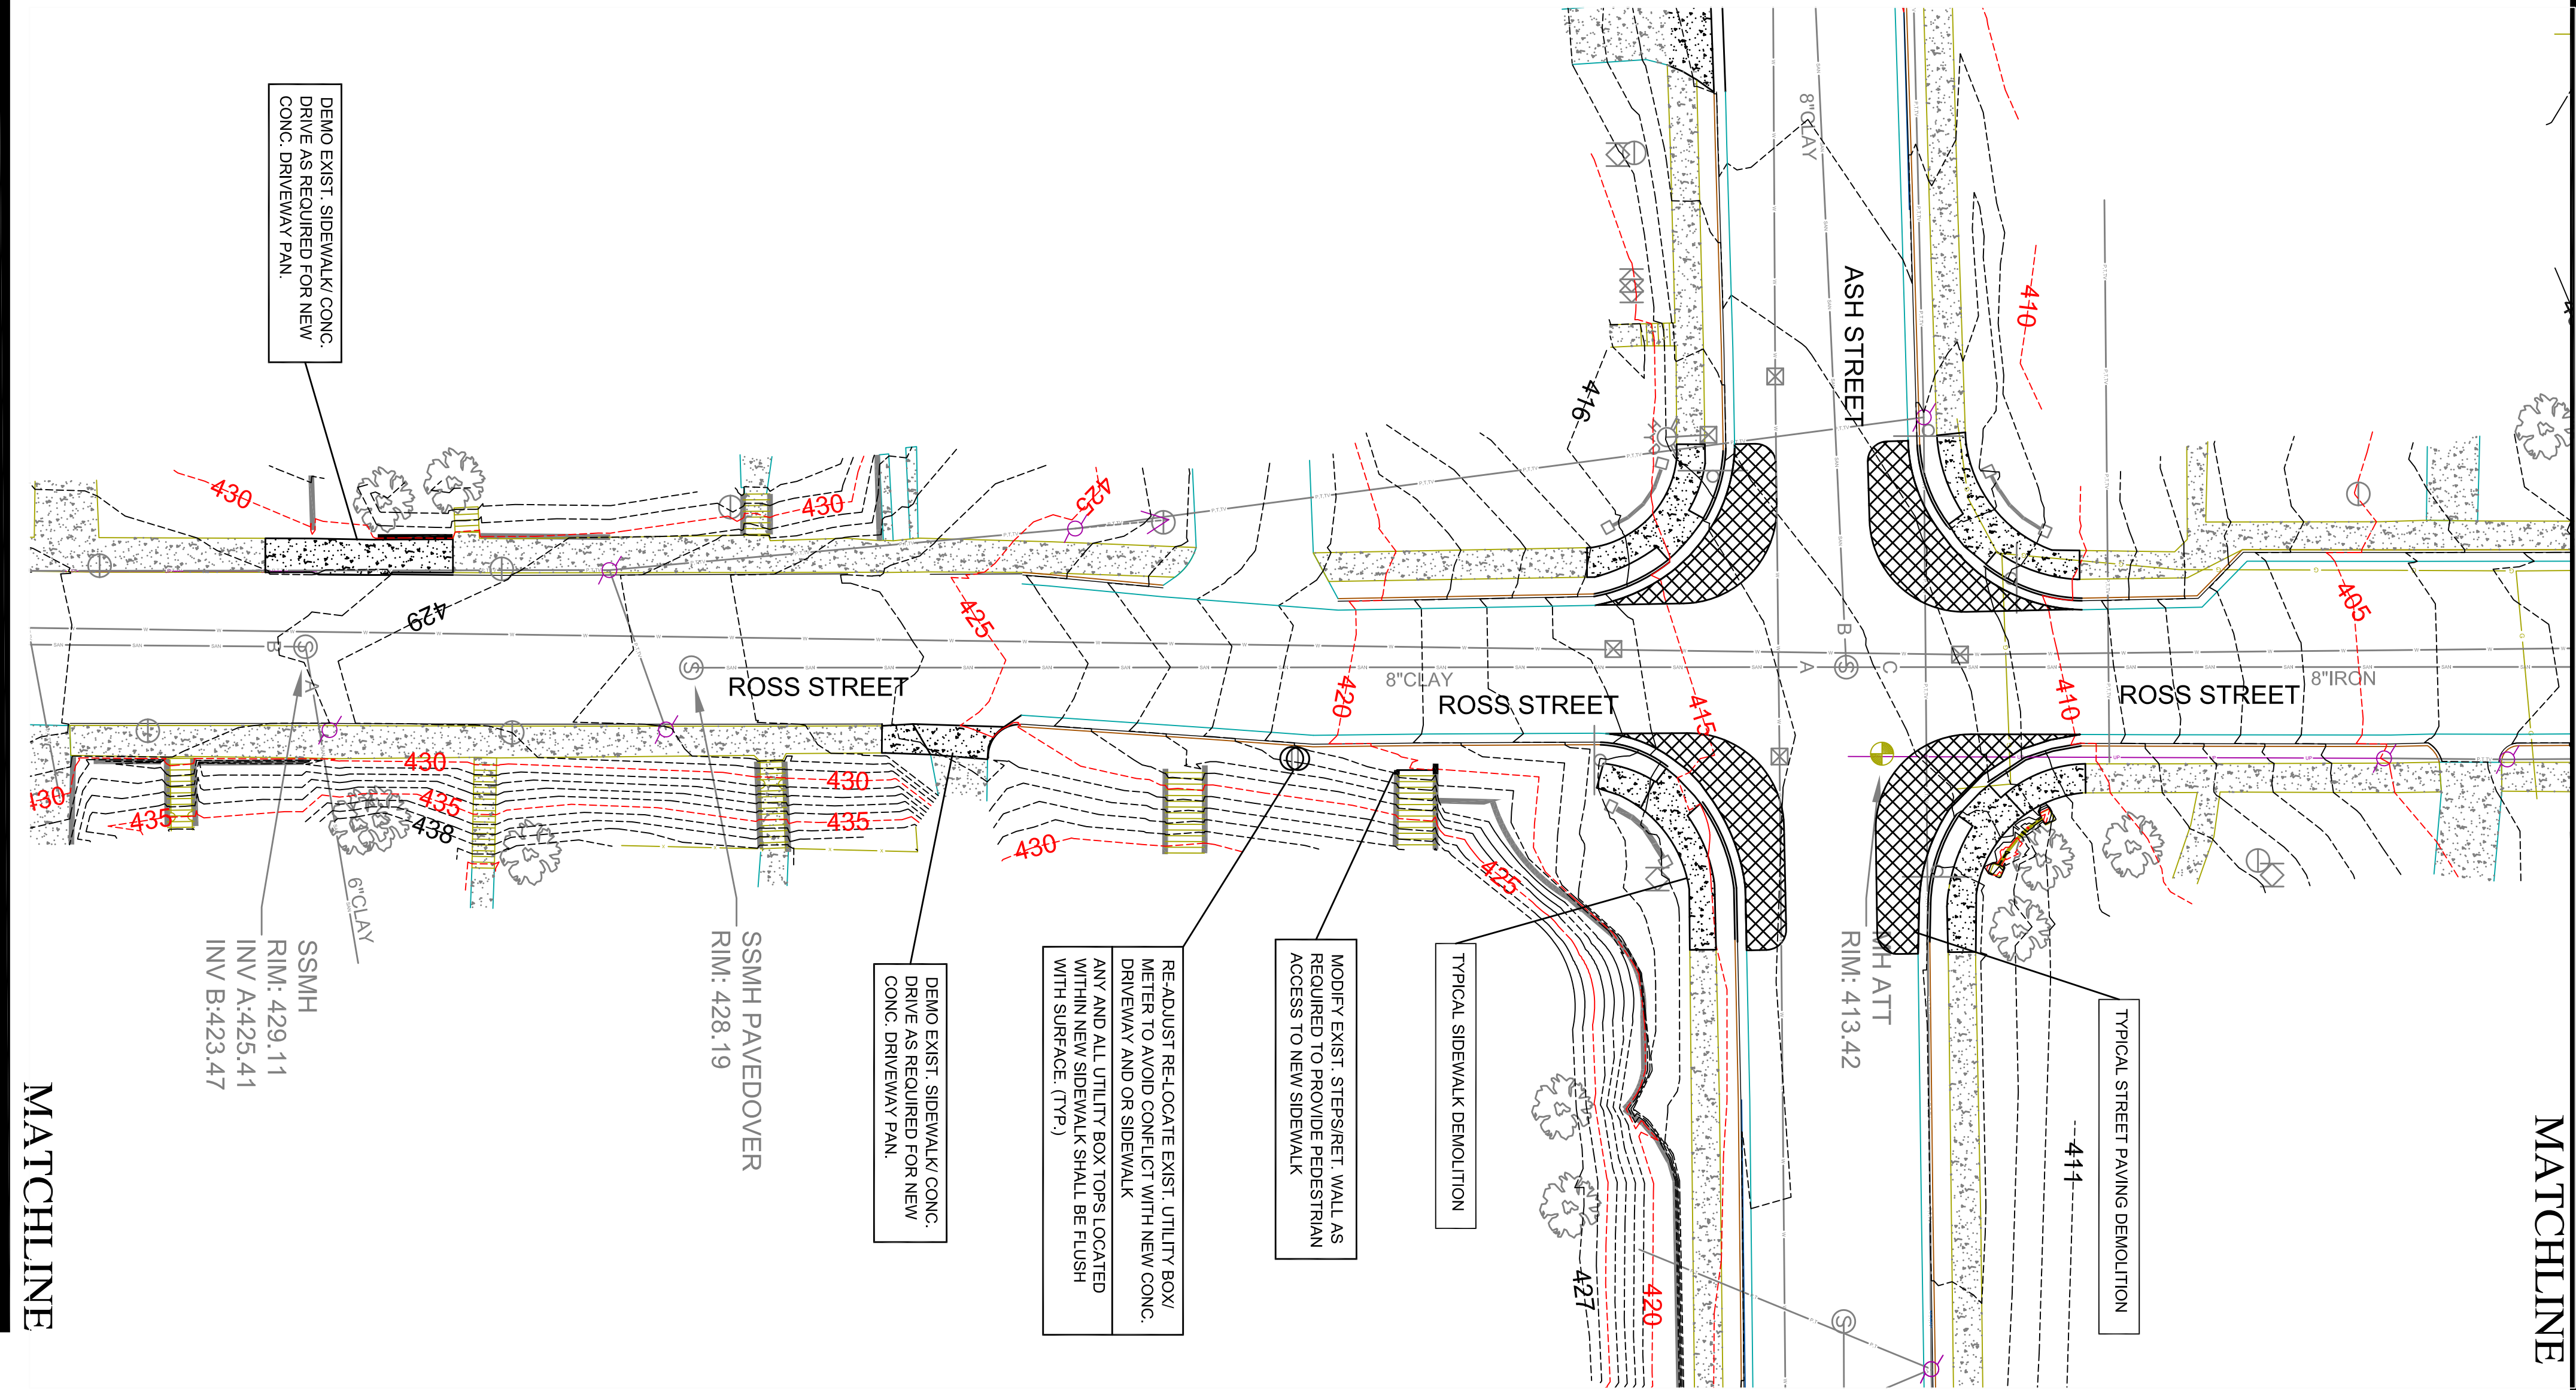 DEMO EXIST. SIDEWALK/ CONC.
DRIVE AS REQUIRED FOR NEW
CONC. DRIVEWAY PAN.
8"CLAY
ASH STREET
410
416
430
430
425
429
425
405
B
B
A
A
C
ROSS STREET
8"CLAY
ROSS STREET
420
415
410
ROSS STREET
8"IRON
430
435
438
430
435
430
435
430
425
6"CLAY
SSMH
RIM: 429.11
INV A:425.41
INV B:423.47
SSMH PAVEDOVER
RIM: 428.19
DEMO EXIST. SIDEWALK/ CONC.
DRIVE AS REQUIRED FOR NEW
CONC. DRIVEWAY PAN.
RE-ADJUST RE-LOCATE EXIST. UTILITY BOX/
METER TO AVOID CONFLICT WITH NEW CONC.
DRIVEWAY AND OR SIDEWALK
ANY AND ALL UTILITY BOX TOPS LOCATED
WITHIN NEW SIDEWALK SHALL BE FLUSH
WITH SURFACE. (TYP.)
MODIFY EXIST. STEPS/RET. WALL AS
REQUIRED TO PROVIDE PEDESTRIAN
ACCESS TO NEW SIDEWALK
TYPICAL SIDEWALK DEMOLITION
MH ATT
RIM: 413.42
TYPICAL STREET PAVING DEMOLITION
411
427
420
MATCHLINE
MATCHLINE